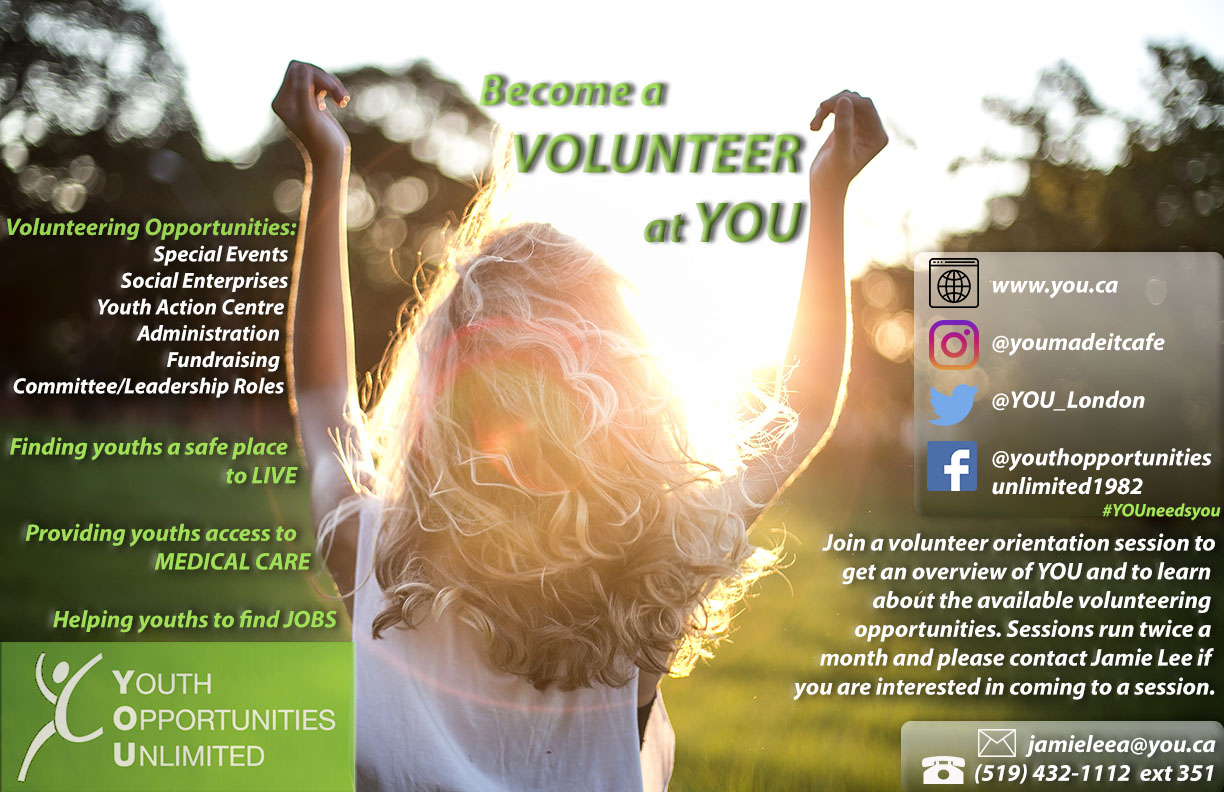 Become a
VOLUNTEER
at YOU
Volunteering Opportunities:
Special Events
Social Enterprises
Youth Action Centre
Administration
Fundraising
Committee/Leadership Roles
Finding youths a safe place
to LIVE
Providing youths access to
MEDICAL CARE
Helping youths to find JOBS
YOUTH
OPPORTUNITIES
UNLIMITED
www.you.ca
@youmadeitcafe
@YOU_London
@youthopportunities
unlimited1982
#YOUneedsyou
Join a volunteer orientation session to
get an overview of YOU and to learn
about the available volunteering
opportunities. Sessions run twice a
month and please contact Jamie Lee if
you are interested in coming to a session.
jamieleea@you.ca
(519) 432-1112 ext 351